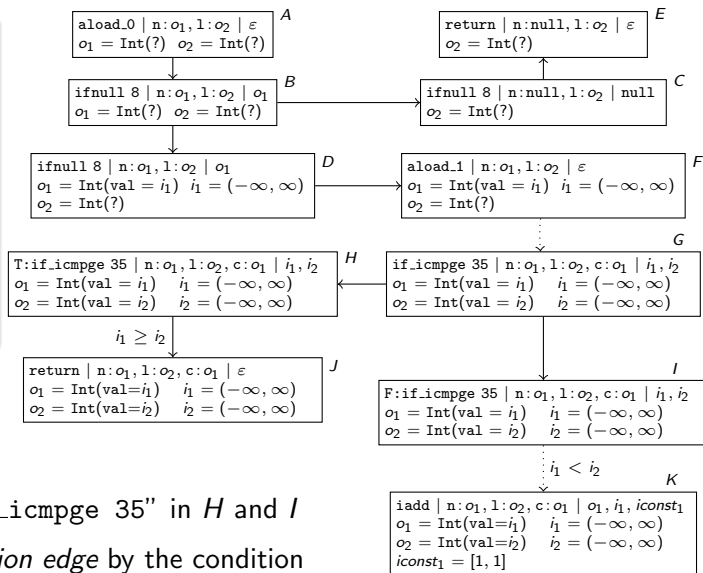 A
aload_0 | n:o₁, l:o₂ | ε
o₁ = Int(?) o₂ = Int(?)
E
return | n:null, l:o₂ | ε
o₂ = Int(?)
B
ifnull 8 | n:o₁, l:o₂ | o₁
o₁ = Int(?) o₂ = Int(?)
C
ifnull 8 | n:null, l:o₂ | null
o₂ = Int(?)
D
ifnull 8 | n:o₁, l:o₂ | o₁
o₁ = Int(val = i₁) i₁ = (−∞, ∞)
o₂ = Int(?)
F
aload_1 | n:o₁, l:o₂ | ε
o₁ = Int(val = i₁) i₁ = (−∞, ∞)
o₂ = Int(?)
H
T:if_icmpge 35 | n:o₁, l:o₂, c:o₁ | i₁, i₂
o₁ = Int(val = i₁) i₁ = (−∞, ∞)
o₂ = Int(val = i₂) i₂ = (−∞, ∞)
G
if_icmpge 35 | n:o₁, l:o₂, c:o₁ | i₁, i₂
o₁ = Int(val = i₁) i₁ = (−∞, ∞)
o₂ = Int(val = i₂) i₂ = (−∞, ∞)
i₁ ≥ i₂
J
return | n:o₁, l:o₂, c:o₁ | ε
o₁ = Int(val=i₁) i₁ = (−∞, ∞)
o₂ = Int(val=i₂) i₂ = (−∞, ∞)
I
F:if_icmpge 35 | n:o₁, l:o₂, c:o₁ | i₁, i₂
o₁ = Int(val = i₁) i₁ = (−∞, ∞)
o₂ = Int(val = i₂) i₂ = (−∞, ∞)
i₁ < i₂
K
iadd | n:o₁, l:o₂, c:o₁ | o₁, i₁, iconst₁
o₁ = Int(val=i₁) i₁ = (−∞, ∞)
o₂ = Int(val=i₂) i₂ = (−∞, ∞)
iconst₁ = [1, 1]
_icmpge 35” in H and I
ion edge by the condition